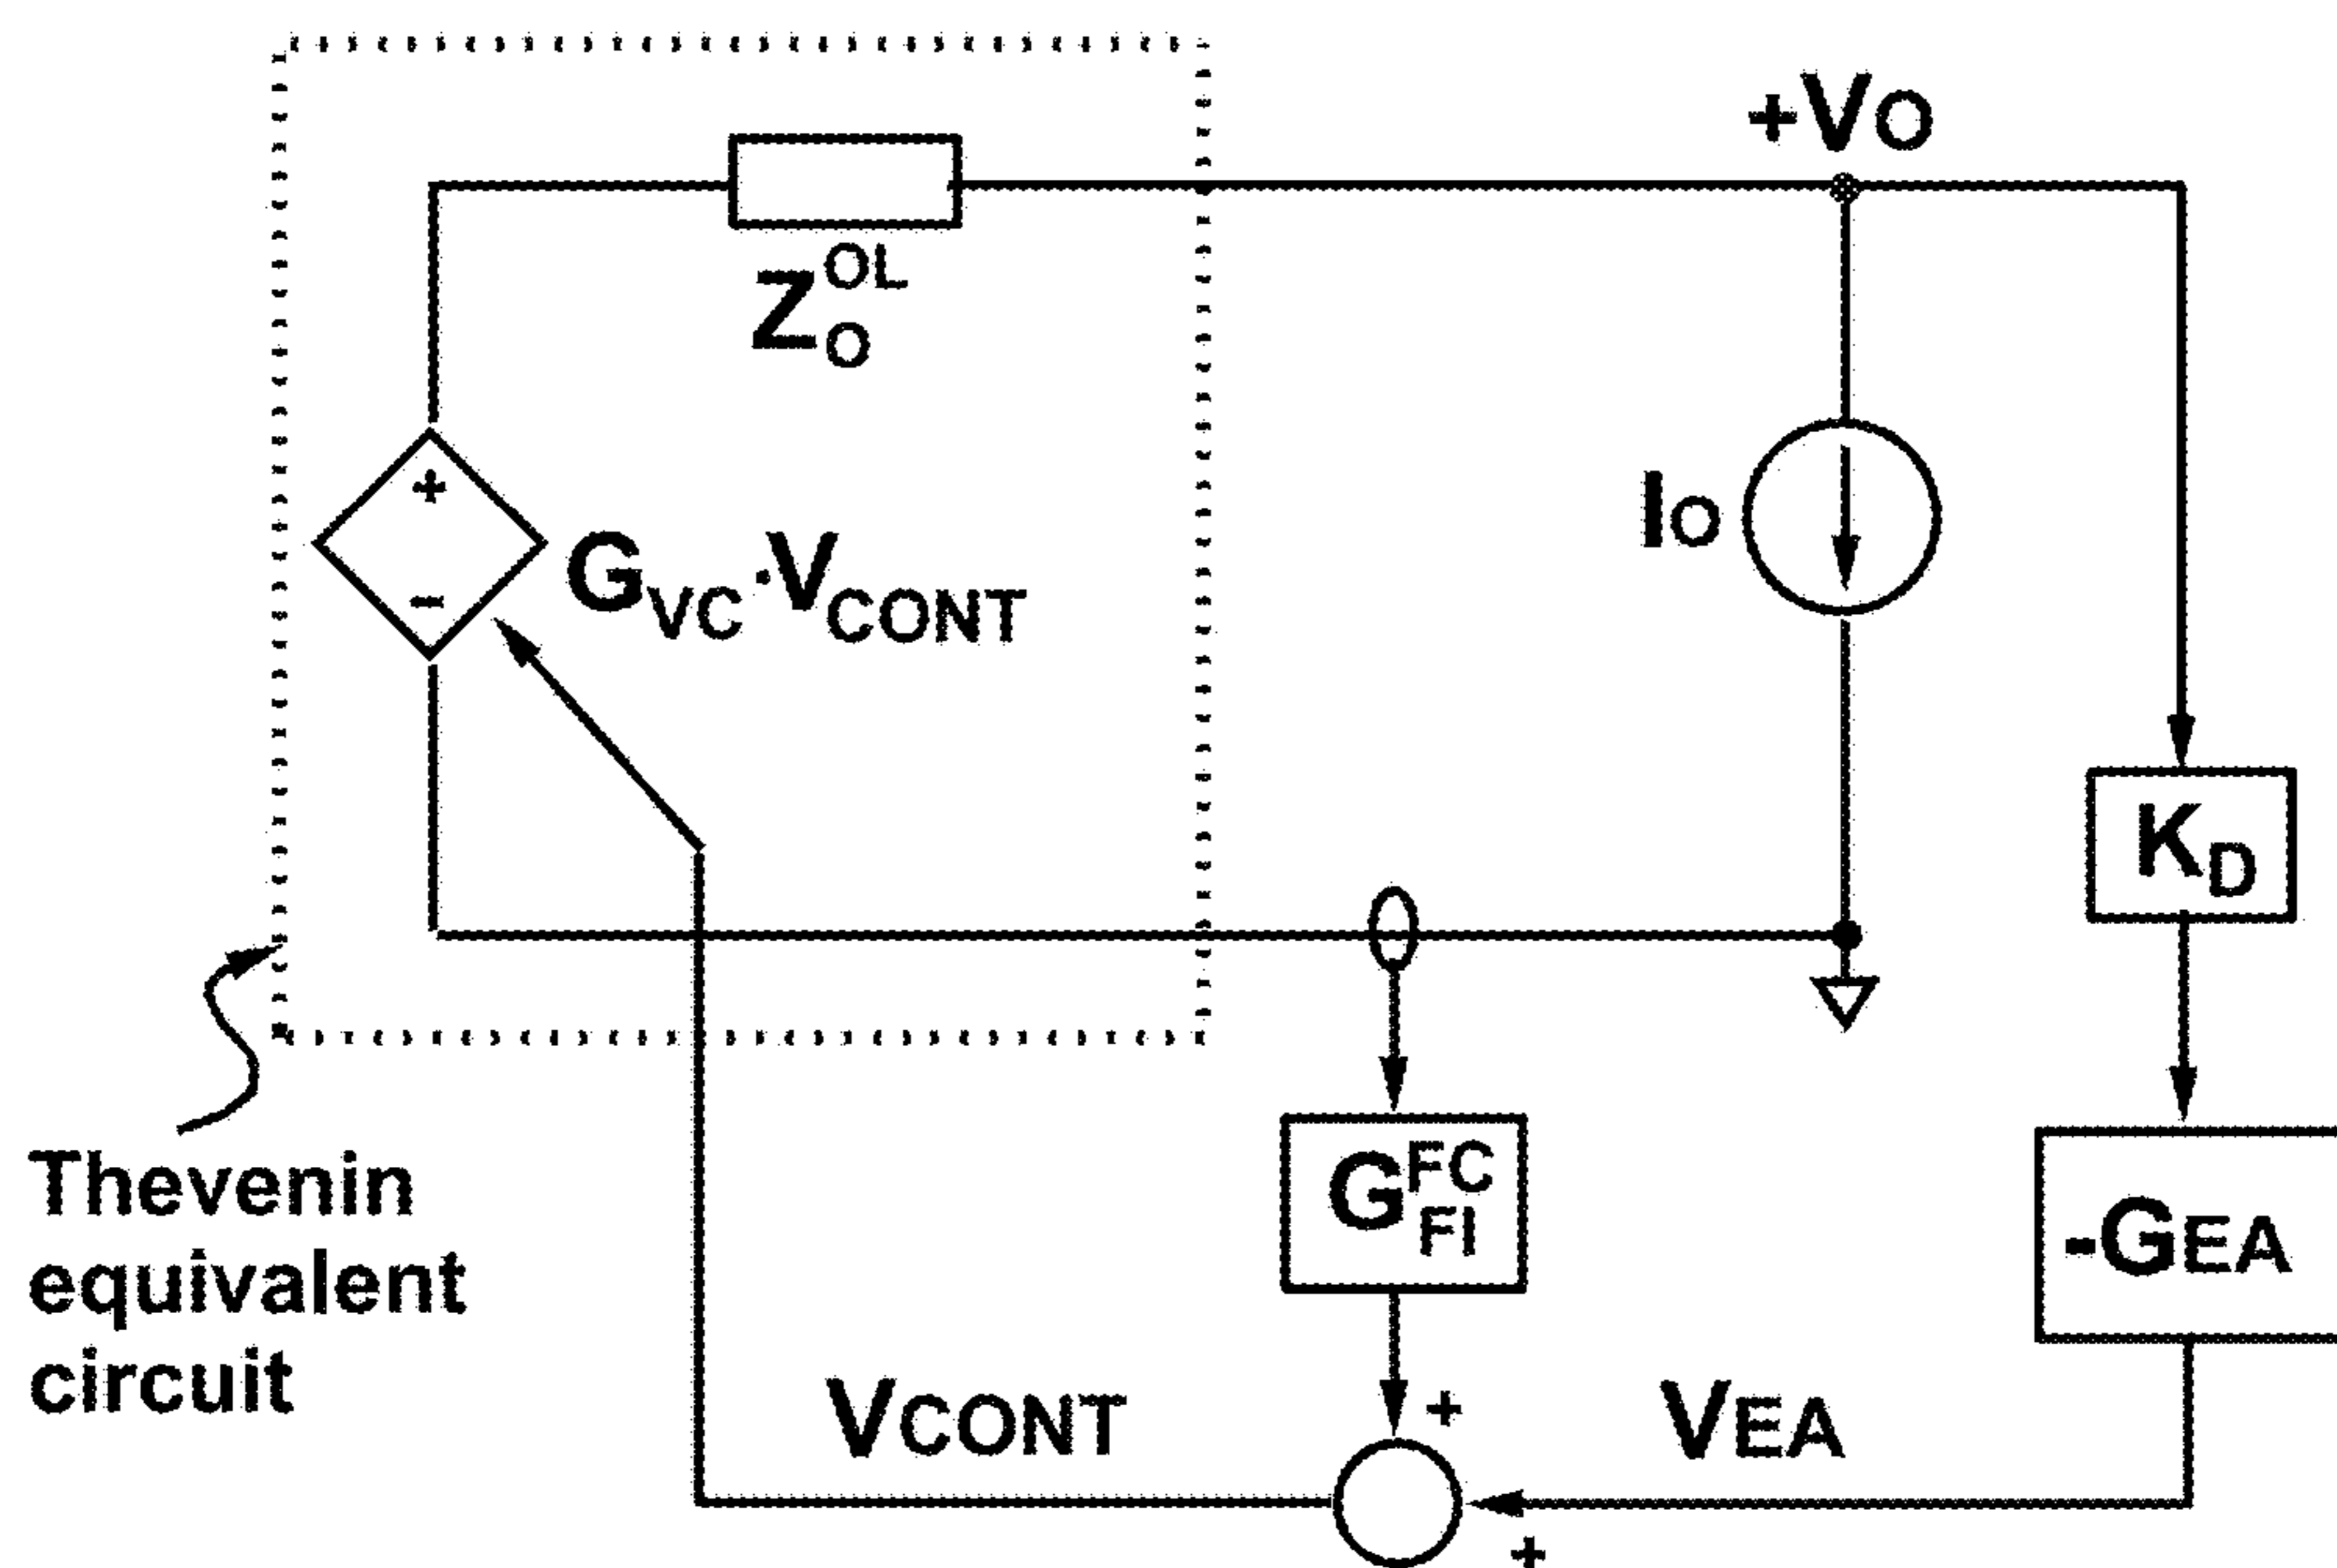 +VO
Z_O^OL
+
−
G_VC·V_CONT
IO
K_D
G_FI^FC
-GEA
Thevenin
equivalent
circuit
VCONT
+
VEA
+